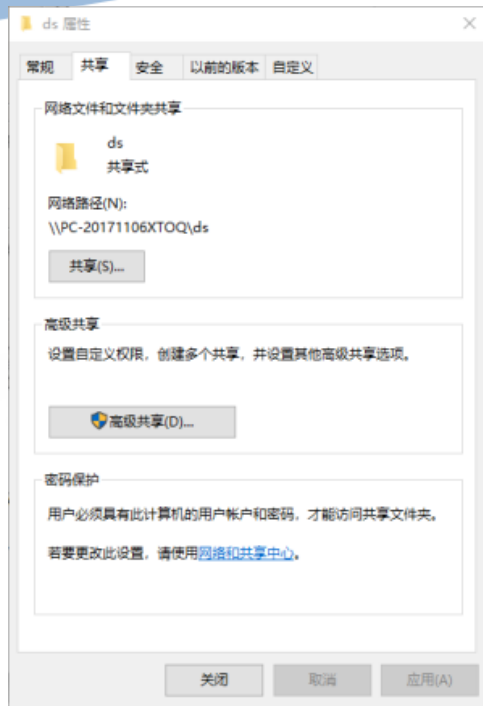 ds 属性
常规 共享 安全 以前的版本 自定义
网络文件和文件夹共享
ds
共享式
网络路径(N):
\\PC-20171106XTOQ\ds
共享(S)...
高级共享
设置自定义权限，创建多个共享，并设置其他高级共享选项。
高级共享(D)...
密码保护
用户必须具有此计算机的用户帐户和密码，才能访问共享文件夹。
若要更改此设置，请使用网络和共享中心。
关闭 取消 应用(A)